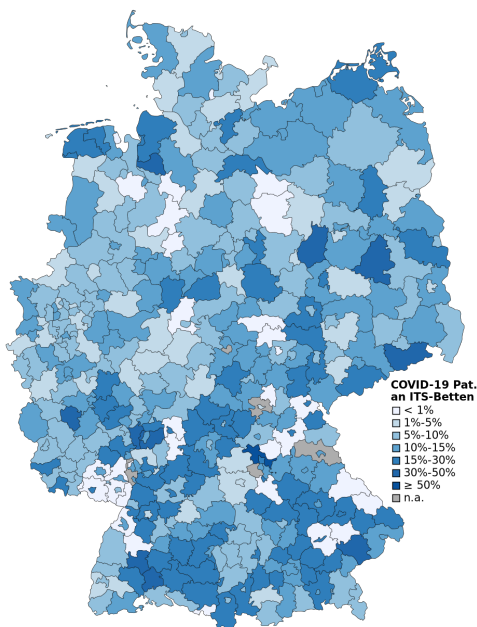 COVID-19 Pat.
an ITS-Betten
< 1%
1%-5%
5%-10%
10%-15%
15%-30%
30%-50%
≥ 50%
n.a.